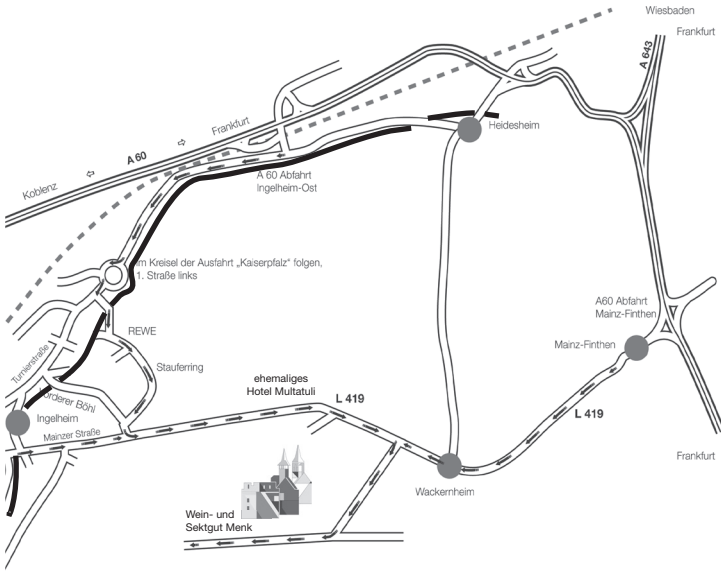 Wiesbaden
Frankfurt
A 643
Frankfurt
A 60
Koblenz
Heidesheim
A 60 Abfahrt
Ingelheim-Ost
im Kreisel der Ausfahrt „Kaiserpfalz" folgen,
1. Straße links
A60 Abfahrt
Mainz-Finthen
REWE
Mainz-Finthen
Turnierstraße
Stauferring
ehemaliges
Hotel Multatuli
L 419
Vorderer Böhl
L 419
Ingelheim
Mainzer Straße
Frankfurt
Wackernheim
Wein- und
Sektgut Menk